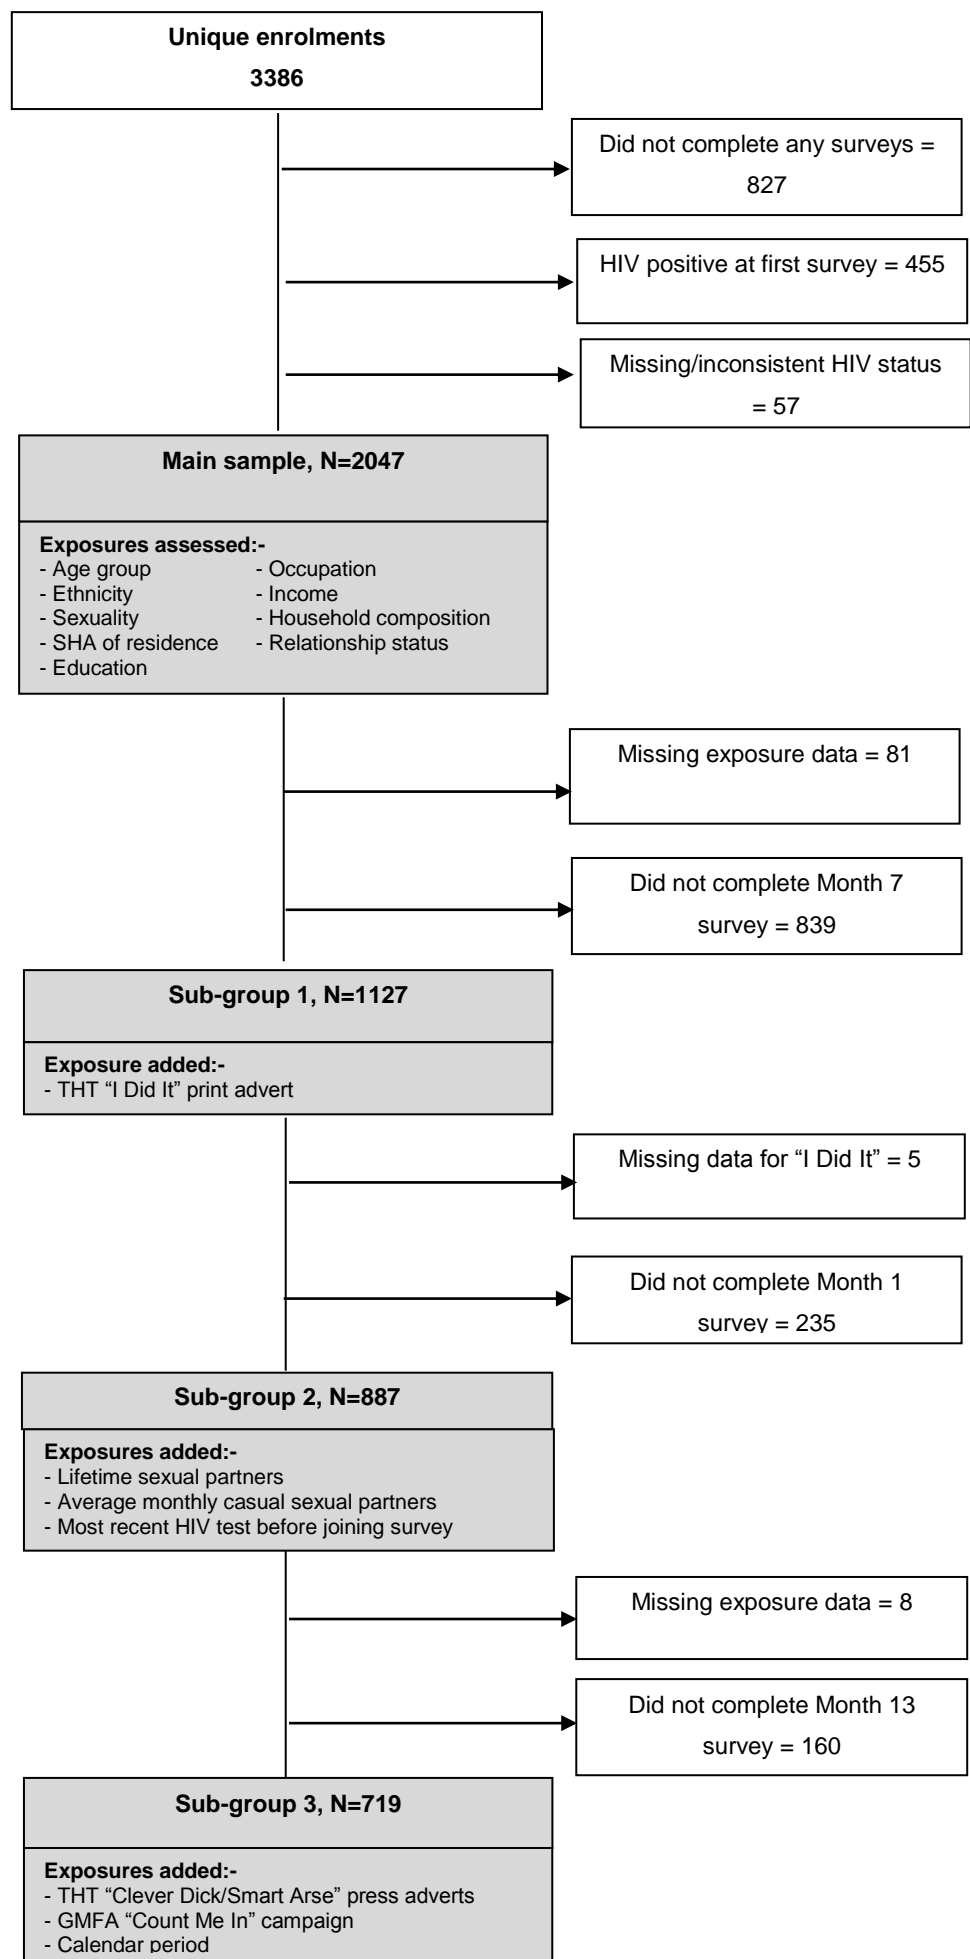 Unique enrolments
3386
Did not complete any surveys =
827
HIV positive at first survey = 455
Missing/inconsistent HIV status
= 57
Main sample, N=2047
Exposures assessed:-
- Age group
- Occupation
- Ethnicity
- Income
- Sexuality
- Household composition
- SHA of residence
- Relationship status
- Education
Missing exposure data = 81
Did not complete Month 7
survey = 839
Sub-group 1, N=1127
Exposure added:-
- THT “I Did It” print advert
Missing data for “I Did It” = 5
Did not complete Month 1
survey = 235
Sub-group 2, N=887
Exposures added:-
- Lifetime sexual partners
- Average monthly casual sexual partners
- Most recent HIV test before joining survey
Missing exposure data = 8
Did not complete Month 13
survey = 160
Sub-group 3, N=719
Exposures added:-
- THT “Clever Dick/Smart Arse” press adverts
- GMFA “Count Me In” campaign
- Calendar period